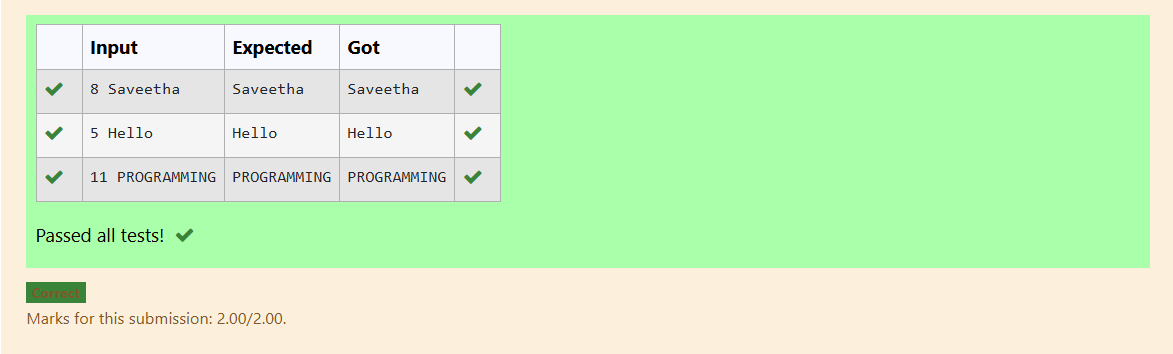 Input Expected Got
8 Saveetha Saveetha Saveetha
5 Hello Hello Hello
11 PROGRAMMING PROGRAMMING PROGRAMMING
Passed all tests!
Correct
Marks for this submission: 2.00/2.00.